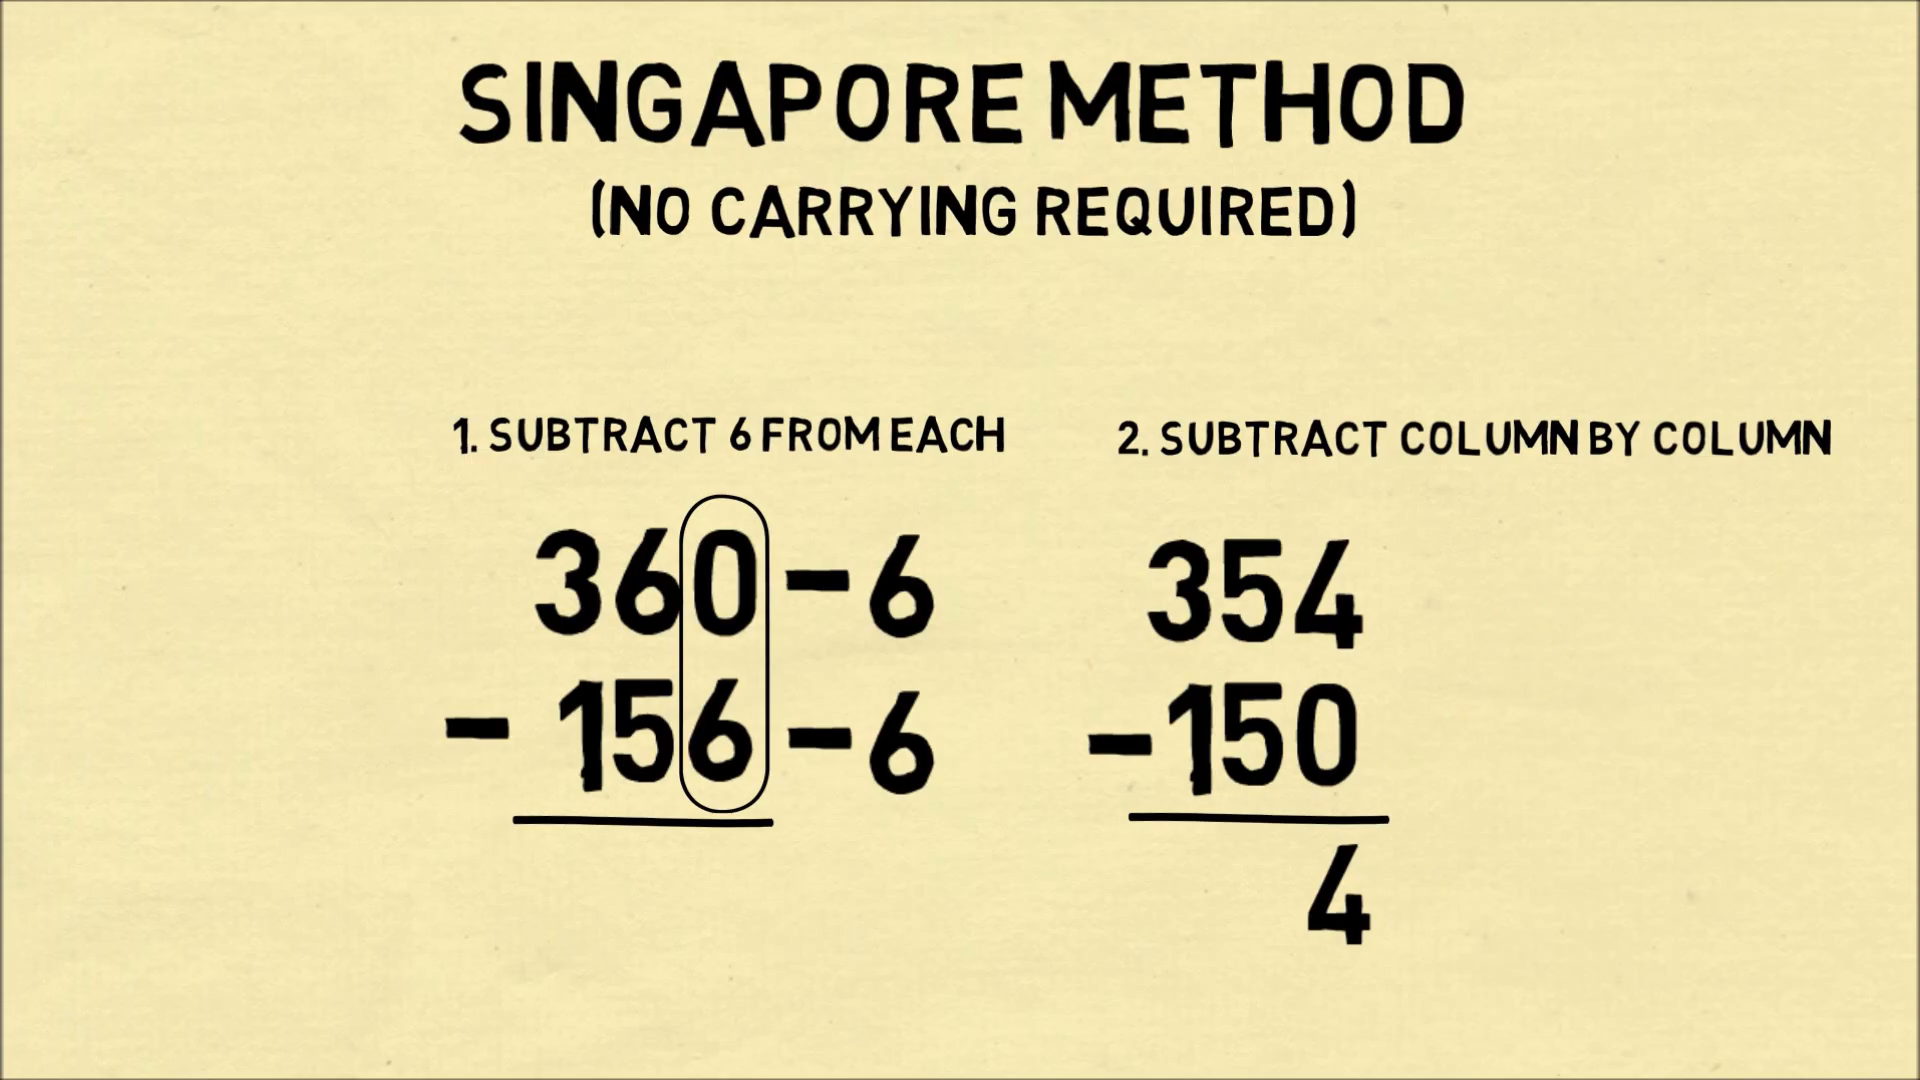 SINGAPORE METHOD
(NO CARRYING REQUIRED)
1. SUBTRACT 6 FROM EACH
360 - 6
- 156 - 6
2. SUBTRACT COLUMN BY COLUMN
354
-150
4